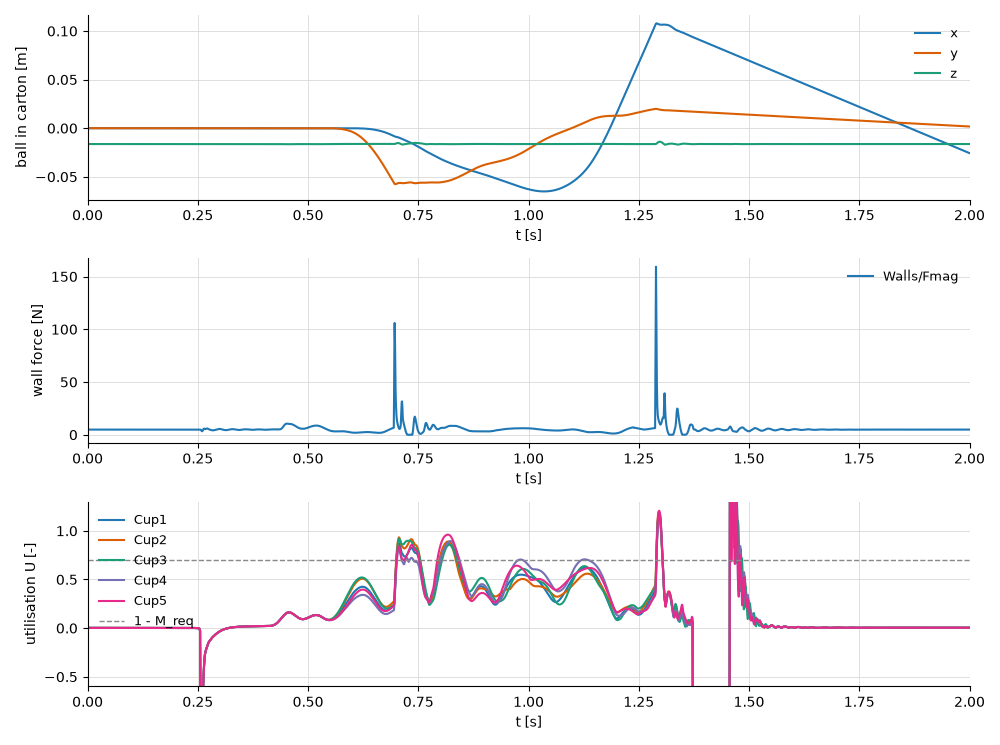 ball in carton [m]
0.10
0.05
0.00
−0.05
x
y
z
0.00 0.25 0.50 0.75 1.00 1.25 1.50 1.75 2.00
t [s]
wall force [N]
150
100
50
0
Walls/Fmag
0.00 0.25 0.50 0.75 1.00 1.25 1.50 1.75 2.00
t [s]
utilisation U [-]
1.0
0.5
0.0
−0.5
Cup1
Cup2
Cup3
Cup4
Cup5
1 - M_req
0.00 0.25 0.50 0.75 1.00 1.25 1.50 1.75 2.00
t [s]